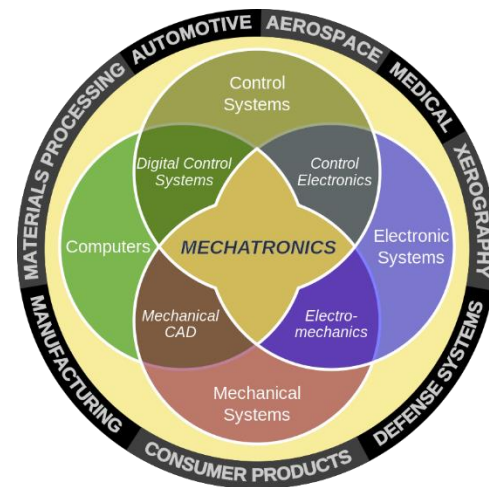 AUTOMOTIVE
AEROSPACE
MEDICAL
XEROGRAPHY
DEFENSE SYSTEMS
CONSUMER PRODUCTS
MANUFACTURING
MATERIALS PROCESSING
Control
Systems
Digital Control
Systems
Control
Electronics
Computers
MECHATRONICS
Electronic
Systems
Mechanical
CAD
Electro-
mechanics
Mechanical
Systems